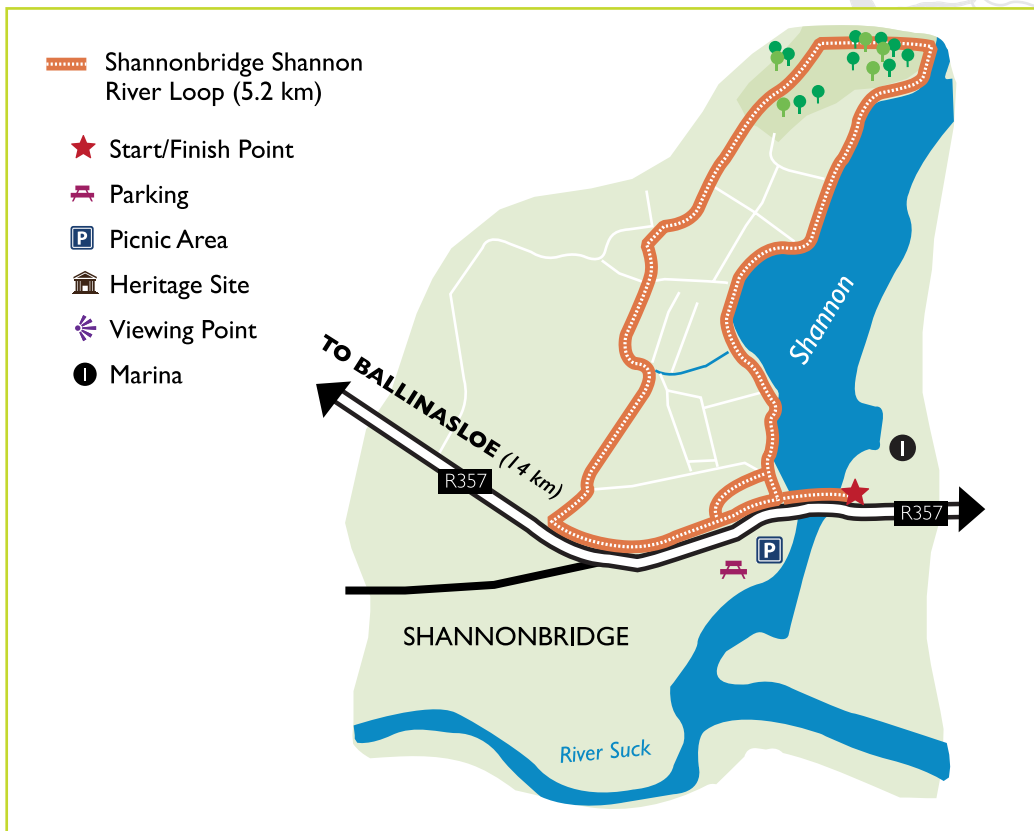 Shannonbridge Shannon
River Loop (5.2 km)
Start/Finish Point
Parking
P
Picnic Area
Heritage Site
Viewing Point
I
Marina
TO BALLINASLOE (14 km)
R357
Shannon
I
R357
P
SHANNONBRIDGE
River Suck